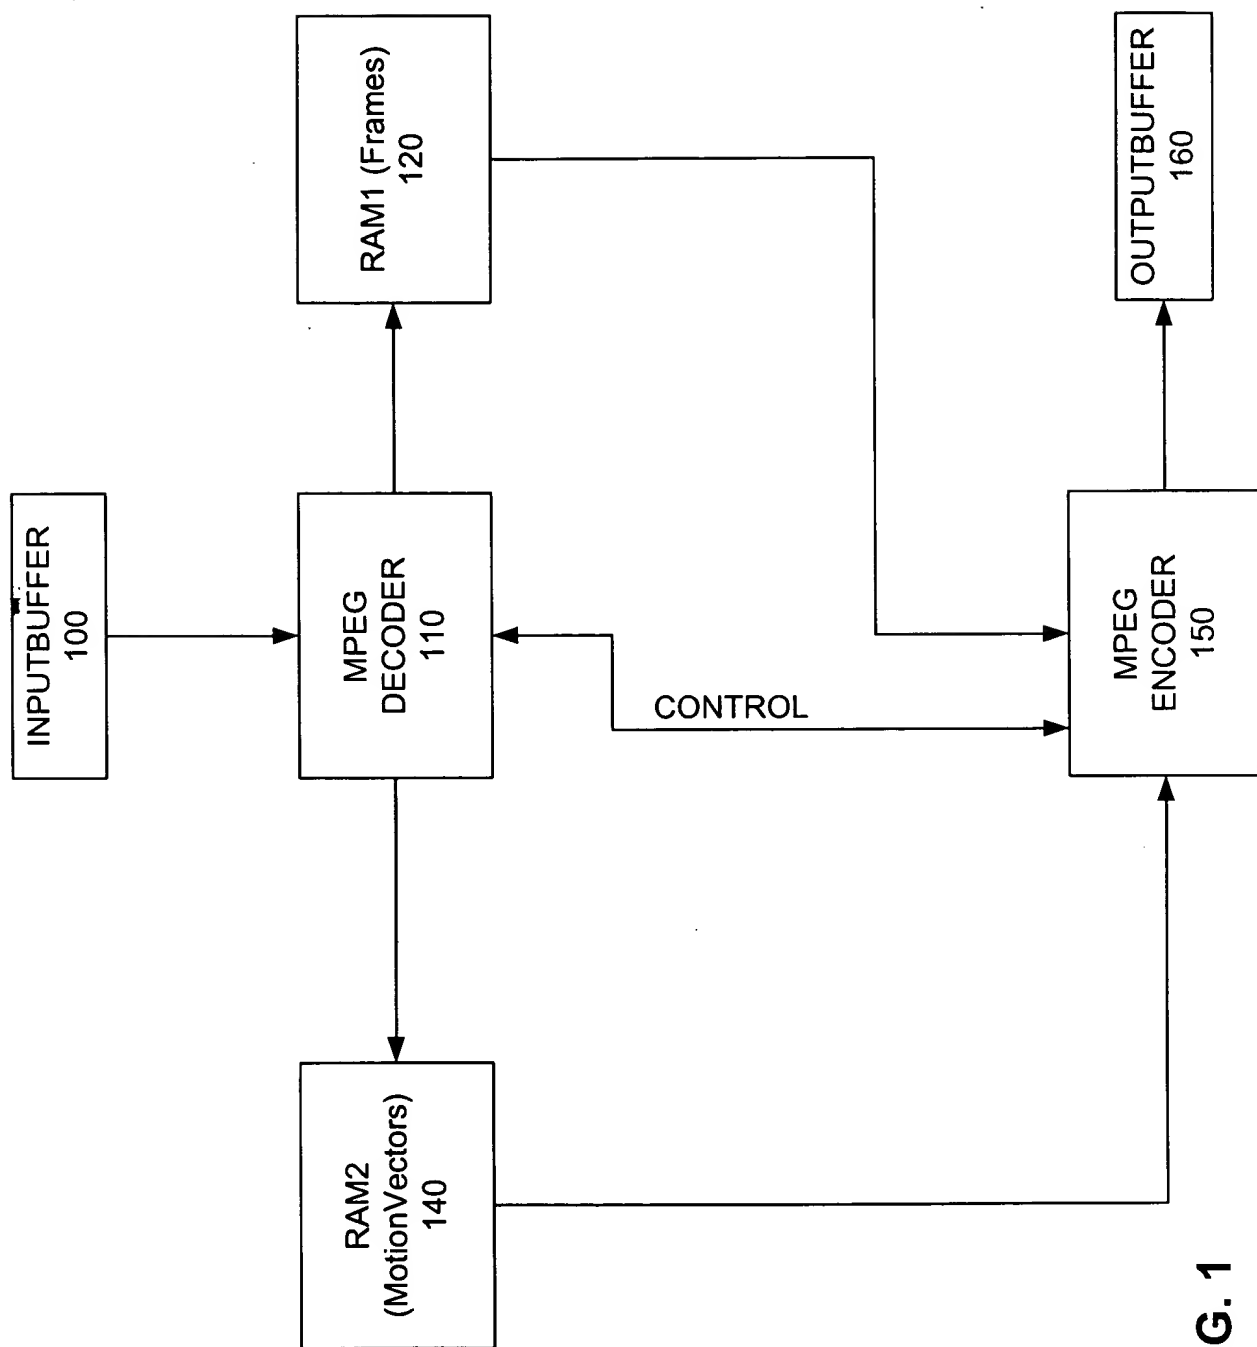 INPUTBUFFER
100
RAM2
(MotionVectors)
140
MPEG
DECODER
110
RAM1 (Frames)
120
CONTROL
MPEG
ENCODER
150
OUTPUTBUFFER
160
G. 1